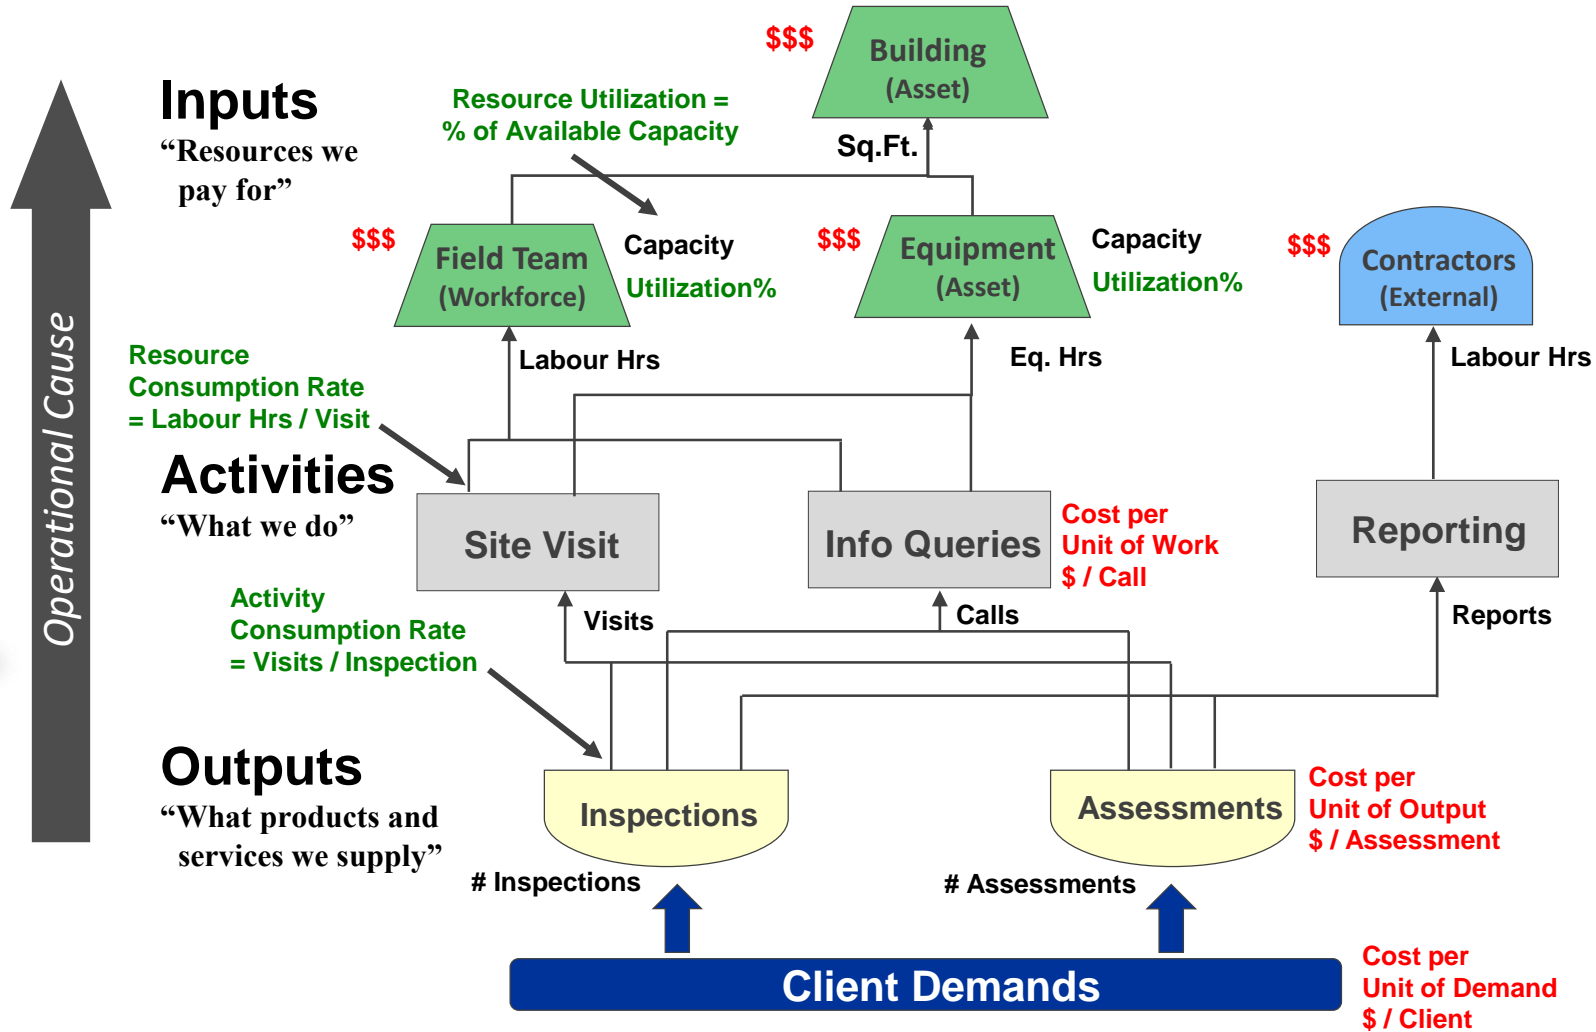 $$$
Building
(Asset)
Inputs
“Resources we
pay for”
Resource Utilization =
% of Available Capacity
Sq.Ft.
$$$
Field Team
(Workforce)
Capacity
Utilization%
$$$
Equipment
(Asset)
Capacity
Utilization%
$$$
Contractors
(External)
Operational Cause
Resource
Consumption Rate
= Labour Hrs / Visit
Labour Hrs
Eq. Hrs
Labour Hrs
Activities
“What we do”
Site Visit
Info Queries
Cost per
Unit of Work
$ / Call
Reporting
Activity
Consumption Rate
= Visits / Inspection
Visits
Calls
Reports
Outputs
“What products and
services we supply”
Inspections
Assessments
Cost per
Unit of Output
$ / Assessment
# Inspections
# Assessments
Client Demands
Cost per
Unit of Demand
$ / Client